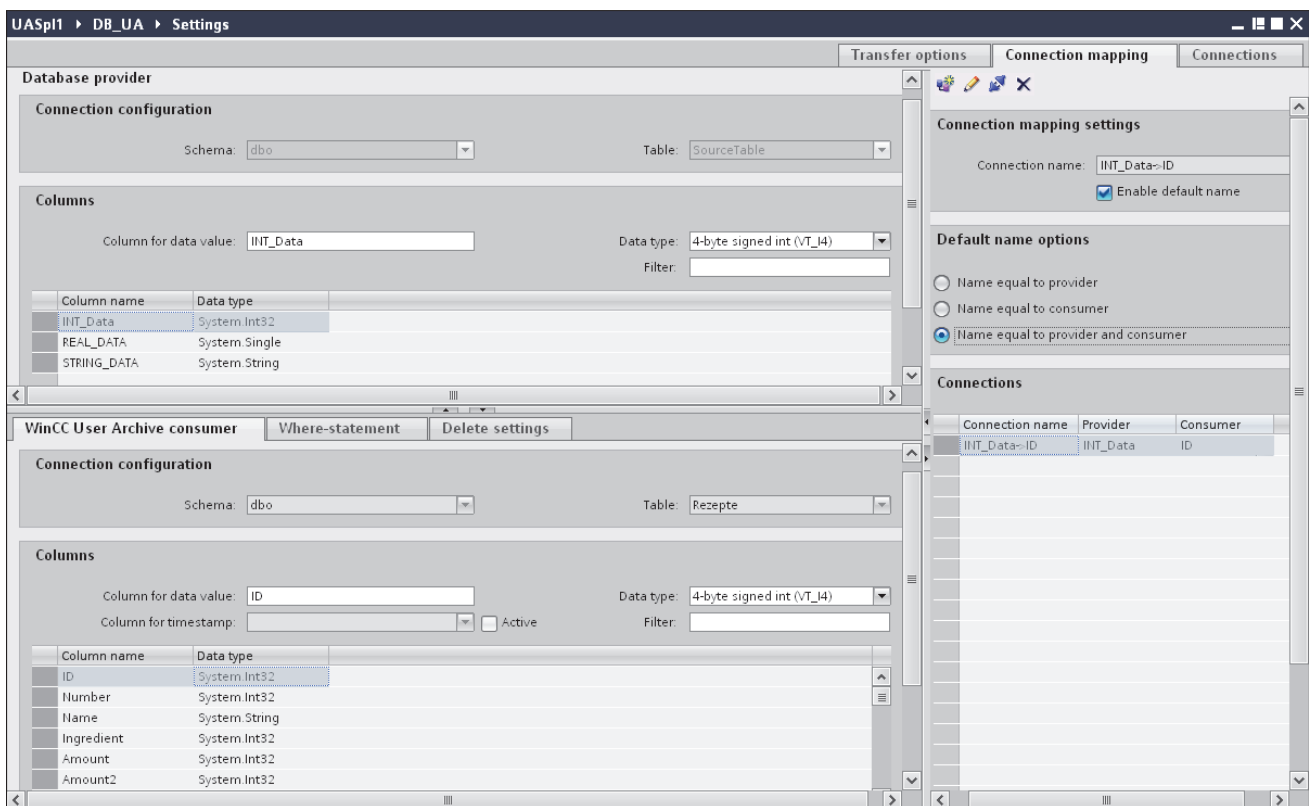 UASpl1 ▸ DB_UA ▸ Settings
Transfer options Connection mapping Connections
Database provider
Connection configuration
Schema: dbo Table: SourceTable
Columns
Column for data value: INT_Data Data type: 4-byte signed int (VT_I4)
Filter:
Column name Data type
INT_Data System.Int32
REAL_DATA System.Single
STRING_DATA System.String
WinCC User Archive consumer Where-statement Delete settings
Connection configuration
Schema: dbo Table: Rezepte
Columns
Column for data value: ID Data type: 4-byte signed int (VT_I4)
Column for timestamp: Active Filter:
Column name Data type
ID System.Int32
Number System.Int32
Name System.String
Ingredient System.Int32
Amount System.Int32
Amount2 System.Int32
Connection mapping settings
Connection name: INT_Data->ID
Enable default name
Default name options
Name equal to provider
Name equal to consumer
Name equal to provider and consumer
Connections
Connection name Provider Consumer
INT_Data->ID INT_Data ID